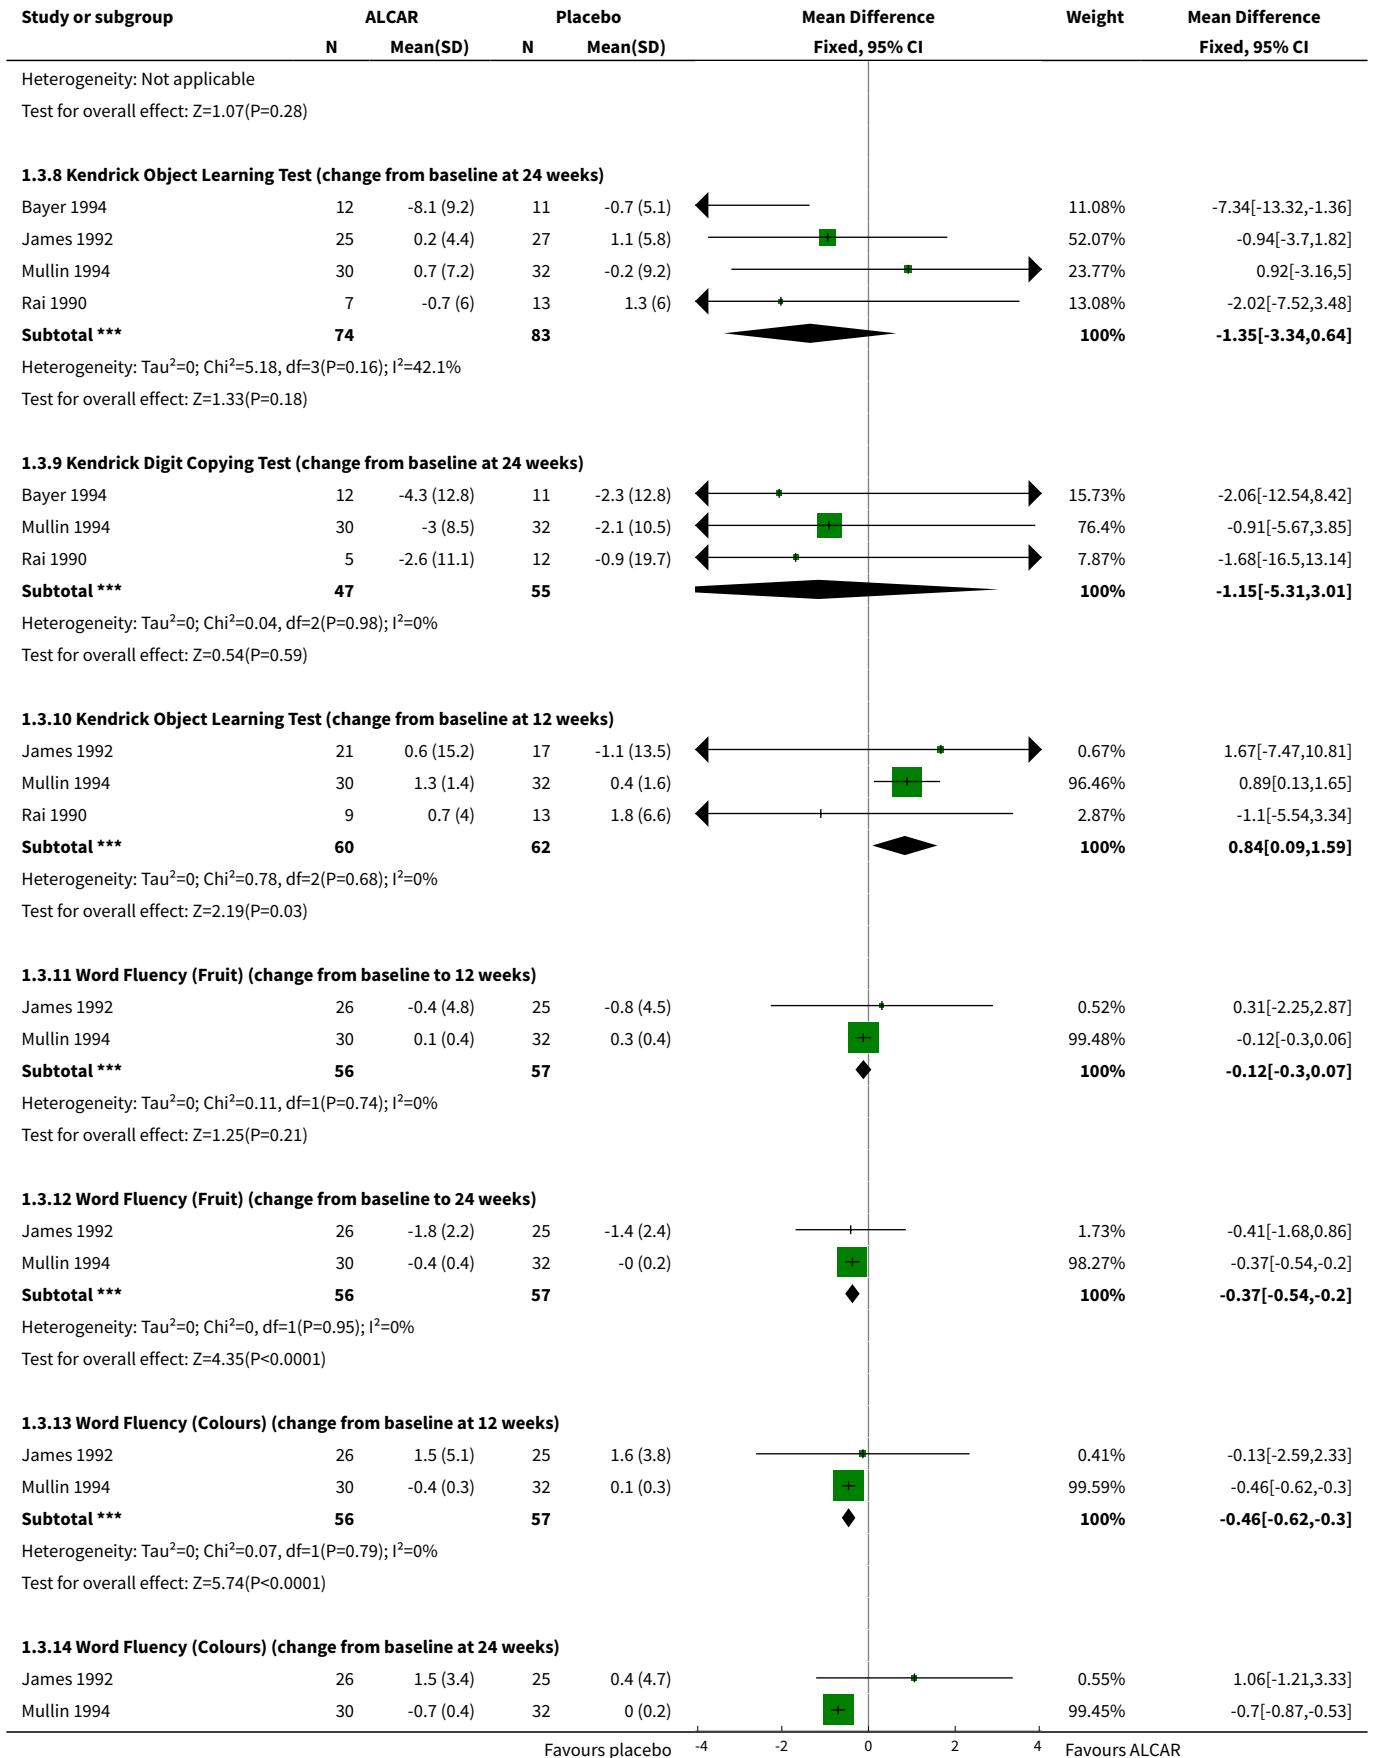 Study or subgroup ALCAR Placebo Mean Difference Weight Mean Difference
N Mean(SD) N Mean(SD) Fixed, 95% CI Fixed, 95% CI
Heterogeneity: Not applicable
Test for overall effect: Z=1.07(P=0.28)
1.3.8 Kendrick Object Learning Test (change from baseline at 24 weeks)
Bayer 1994 12 -8.1 (9.2) 11 -0.7 (5.1) 11.08% -7.34[-13.32,-1.36]
James 1992 25 0.2 (4.4) 27 1.1 (5.8) 52.07% -0.94[-3.7,1.82]
Mullin 1994 30 0.7 (7.2) 32 -0.2 (9.2) 23.77% 0.92[-3.16,5]
Rai 1990 7 -0.7 (6) 13 1.3 (6) 13.08% -2.02[-7.52,3.48]
Subtotal *** 74 83 100% -1.35[-3.34,0.64]
Heterogeneity: Tau²=0; Chi²=5.18, df=3(P=0.16); I²=42.1%
Test for overall effect: Z=1.33(P=0.18)
1.3.9 Kendrick Digit Copying Test (change from baseline at 24 weeks)
Bayer 1994 12 -4.3 (12.8) 11 -2.3 (12.8) 15.73% -2.06[-12.54,8.42]
Mullin 1994 30 -3 (8.5) 32 -2.1 (10.5) 76.4% -0.91[-5.67,3.85]
Rai 1990 5 -2.6 (11.1) 12 -0.9 (19.7) 7.87% -1.68[-16.5,13.14]
Subtotal *** 47 55 100% -1.15[-5.31,3.01]
Heterogeneity: Tau²=0; Chi²=0.04, df=2(P=0.98); I²=0%
Test for overall effect: Z=0.54(P=0.59)
1.3.10 Kendrick Object Learning Test (change from baseline at 12 weeks)
James 1992 21 0.6 (15.2) 17 -1.1 (13.5) 0.67% 1.67[-7.47,10.81]
Mullin 1994 30 1.3 (1.4) 32 0.4 (1.6) 96.46% 0.89[0.13,1.65]
Rai 1990 9 0.7 (4) 13 1.8 (6.6) 2.87% -1.1[-5.54,3.34]
Subtotal *** 60 62 100% 0.84[0.09,1.59]
Heterogeneity: Tau²=0; Chi²=0.78, df=2(P=0.68); I²=0%
Test for overall effect: Z=2.19(P=0.03)
1.3.11 Word Fluency (Fruit) (change from baseline to 12 weeks)
James 1992 26 -0.4 (4.8) 25 -0.8 (4.5) 0.52% 0.31[-2.25,2.87]
Mullin 1994 30 0.1 (0.4) 32 0.3 (0.4) 99.48% -0.12[-0.3,0.06]
Subtotal *** 56 57 100% -0.12[-0.3,0.07]
Heterogeneity: Tau²=0; Chi²=0.11, df=1(P=0.74); I²=0%
Test for overall effect: Z=1.25(P=0.21)
1.3.12 Word Fluency (Fruit) (change from baseline to 24 weeks)
James 1992 26 -1.8 (2.2) 25 -1.4 (2.4) 1.73% -0.41[-1.68,0.86]
Mullin 1994 30 -0.4 (0.4) 32 -0 (0.2) 98.27% -0.37[-0.54,-0.2]
Subtotal *** 56 57 100% -0.37[-0.54,-0.2]
Heterogeneity: Tau²=0; Chi²=0, df=1(P=0.95); I²=0%
Test for overall effect: Z=4.35(P<0.0001)
1.3.13 Word Fluency (Colours) (change from baseline at 12 weeks)
James 1992 26 1.5 (5.1) 25 1.6 (3.8) 0.41% -0.13[-2.59,2.33]
Mullin 1994 30 -0.4 (0.3) 32 0.1 (0.3) 99.59% -0.46[-0.62,-0.3]
Subtotal *** 56 57 100% -0.46[-0.62,-0.3]
Heterogeneity: Tau²=0; Chi²=0.07, df=1(P=0.79); I²=0%
Test for overall effect: Z=5.74(P<0.0001)
1.3.14 Word Fluency (Colours) (change from baseline at 24 weeks)
James 1992 26 1.5 (3.4) 25 0.4 (4.7) 0.55% 1.06[-1.21,3.33]
Mullin 1994 30 -0.7 (0.4) 32 0 (0.2) 99.45% -0.7[-0.87,-0.53]
Favours placebo -4 -2 0 2 4 Favours ALCAR